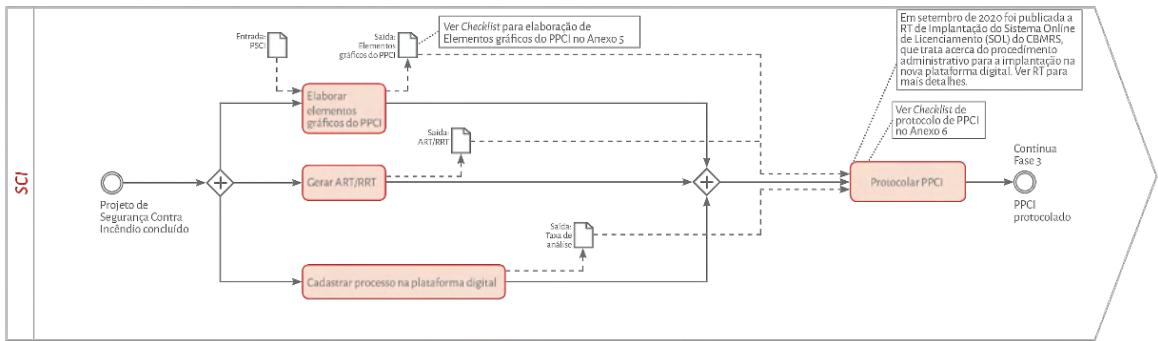 SCI
Projeto de
Segurança Contra
Incêndio concluído
Entrada:
PSCI
Elaborar
elementos
gráficos do PPCI
Saída:
Elementos
gráficos do PPCI
Ver Checklist para elaboração de
Elementos gráficos do PPCI no Anexo 5
Gerar ART/RRT
Saída:
ART/RRT
Cadastrar processo na plataforma digital
Saída:
Taxa de
análise
Em setembro de 2020 foi publicada a
RT de Implantação do Sistema Online
de Licenciamento (SOL) do CBMRS,
que trata acerca do procedimento
administrativo para a implantação na
nova plataforma digital. Ver RT para
mais detalhes.
Ver Checklist de
protocolo de PPCI
no Anexo 6
Protocolar PPCI
Continua
Fase 3
PPCI
protocolado